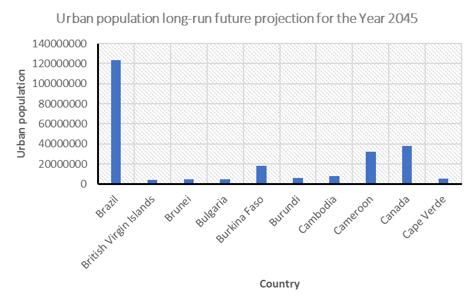 Urban population long-run future projection for the Year 2045
Urban population
140000000
120000000
100000000
80000000
60000000
40000000
20000000
0
Brazil
British Virgin Islands
Brunei
Bulgaria
Burkina Faso
Burundi
Cambodia
Cameroon
Canada
Cape Verde
Country